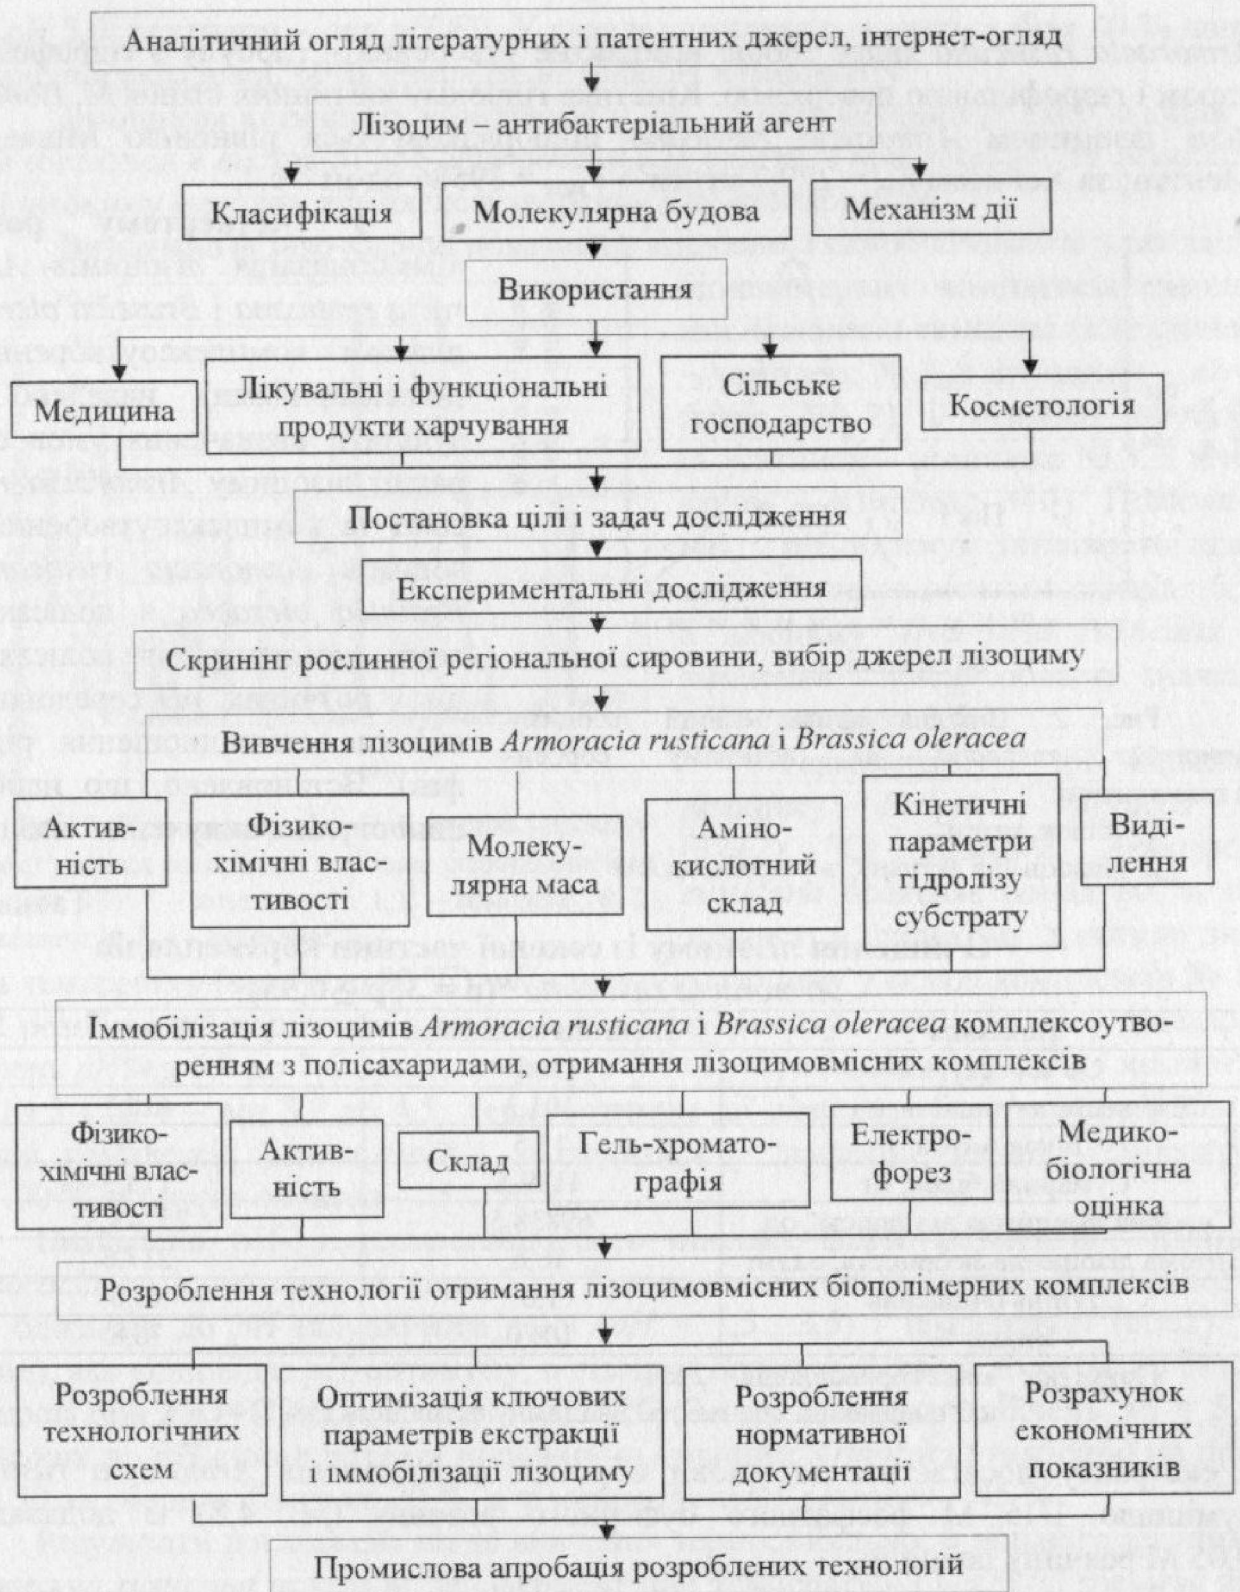 Аналітичний огляд літературних і патентних джерел, інтернет-огляд
Лізоцим – антибактеріальний агент
Класифікація
Молекулярна будова
Механізм дії
Використання
Медицина
Лікувальні і функціональні
продукти харчування
Сільське
господарство
Косметологія
Постановка цілі і задач дослідження
Експериментальні дослідження
Скринінг рослинної регіональної сировини, вибір джерел лізоциму
Вивчення лізоцимів Armoracia rusticana і Brassica oleracea
Актив-
ність
Фізико-
хімічні влас-
тивості
Молеку-
лярна маса
Аміно-
кислотний
склад
Кінетичні
параметри
гідролізу
субстрату
Виді-
лення
Іммобілізація лізоцимів Armoracia rusticana і Brassica oleracea комплексоутво-
ренням з полісахаридами, отримання лізоцимовмісних комплексів
Фізико-
хімічні влас-
тивості
Актив-
ність
Склад
Гель-хромато-
графія
Електро-
форез
Медико-
біологічна
оцінка
Розроблення технології отримання лізоцимовмісних біополімерних комплексів
Розроблення
технологічних
схем
Оптимізація ключових
параметрів екстракції
і іммобілізації лізоциму
Розроблення
нормативної
документації
Розрахунок
економічних
показників
Промислова апробація розроблених технологій